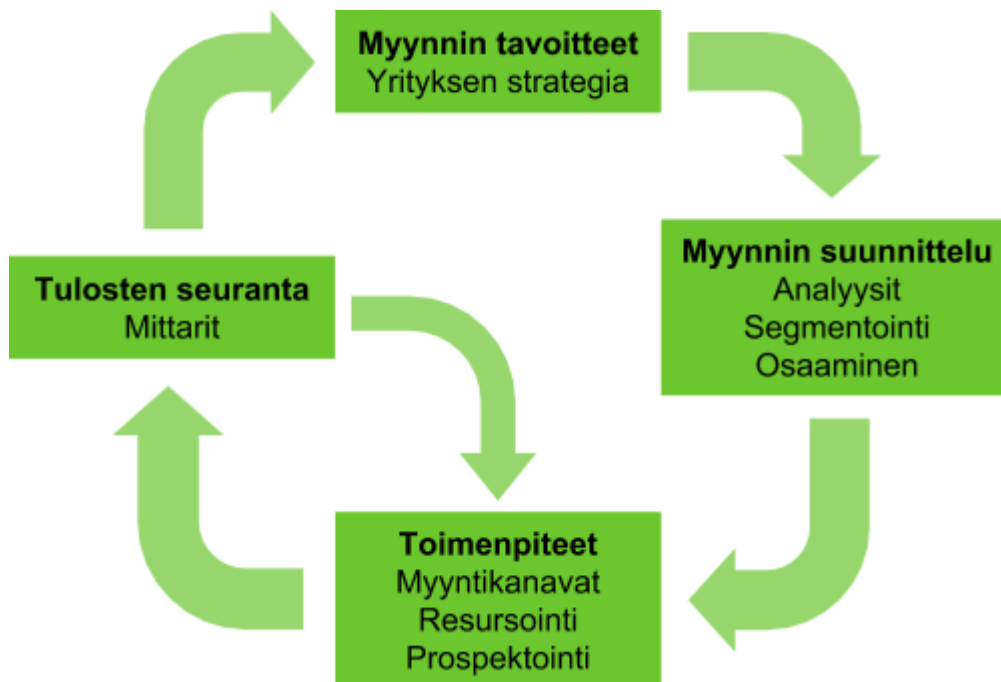 Myynnin tavoitteet
Yrityksen strategia
Myynnin suunnittelu
Analyysit
Segmentointi
Osaaminen
Toimenpiteet
Myyntikanavat
Resursointi
Prospektointi
Tulosten seuranta
Mittarit